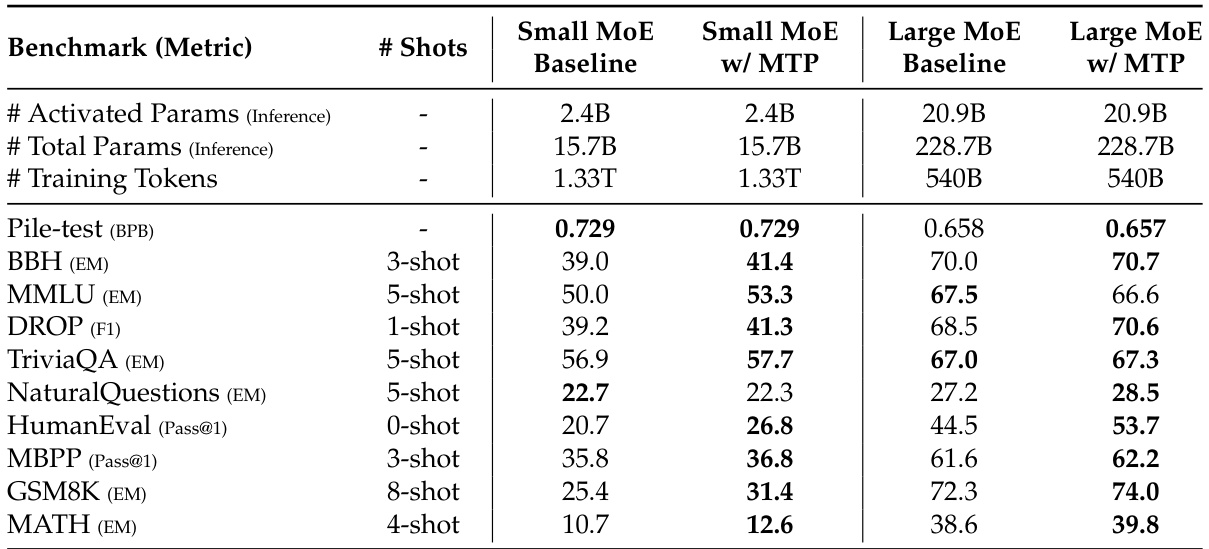 Benchmark (Metric) # Shots Small MoE Baseline Small MoE w/ MTP Large MoE Baseline Large MoE w/ MTP
# Activated Params (Inference) - 2.4B 2.4B 20.9B 20.9B
# Total Params (Inference) - 15.7B 15.7B 228.7B 228.7B
# Training Tokens - 1.33T 1.33T 540B 540B
Pile-test (BPB) - 0.729 0.729 0.658 0.657
BBH (EM) 3-shot 39.0 41.4 70.0 70.7
MMLU (EM) 5-shot 50.0 53.3 67.5 66.6
DROP (F1) 1-shot 39.2 41.3 68.5 70.6
TriviaQA (EM) 5-shot 56.9 57.7 67.0 67.3
NaturalQuestions (EM) 5-shot 22.7 22.3 27.2 28.5
HumanEval (Pass@1) 0-shot 20.7 26.8 44.5 53.7
MBPP (Pass@1) 3-shot 35.8 36.8 61.6 62.2
GSM8K (EM) 8-shot 25.4 31.4 72.3 74.0
MATH (EM) 4-shot 10.7 12.6 38.6 39.8